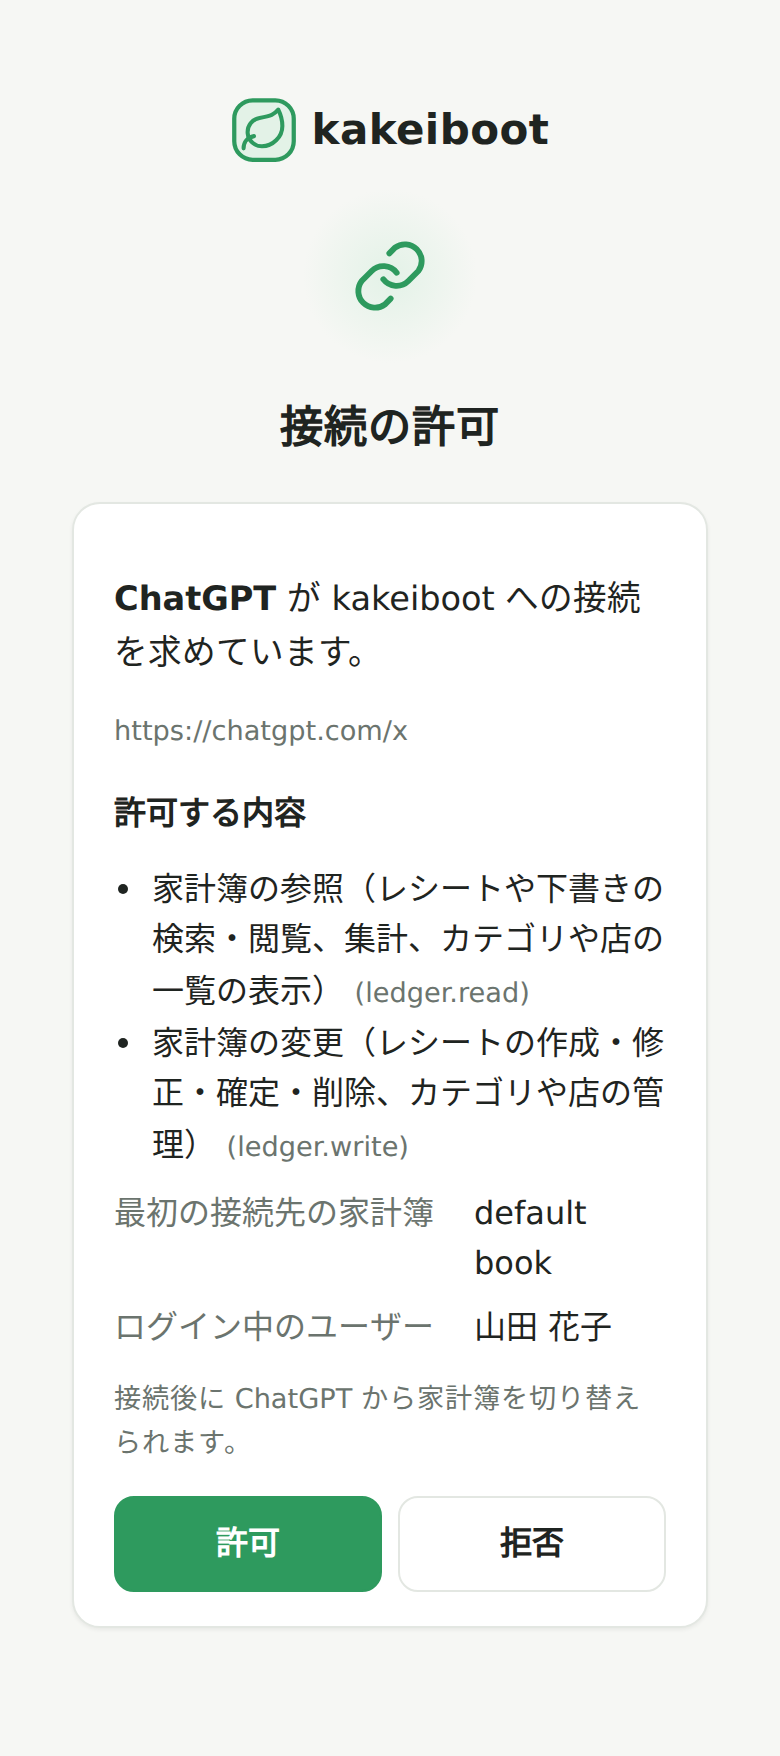 kakeiboot
接続の許可
ChatGPT が kakeiboot への接続
を求めています。
https://chatgpt.com/x
許可する内容
• 家計簿の参照（レシートや下書きの
検索・閲覧、集計、カテゴリや店の
一覧の表示） (ledger.read)
• 家計簿の変更（レシートの作成・修
正・確定・削除、カテゴリや店の管
理） (ledger.write)
最初の接続先の家計簿 default
book
ログイン中のユーザー 山田 花子
接続後に ChatGPT から家計簿を切り替え
られます。
許可 拒否